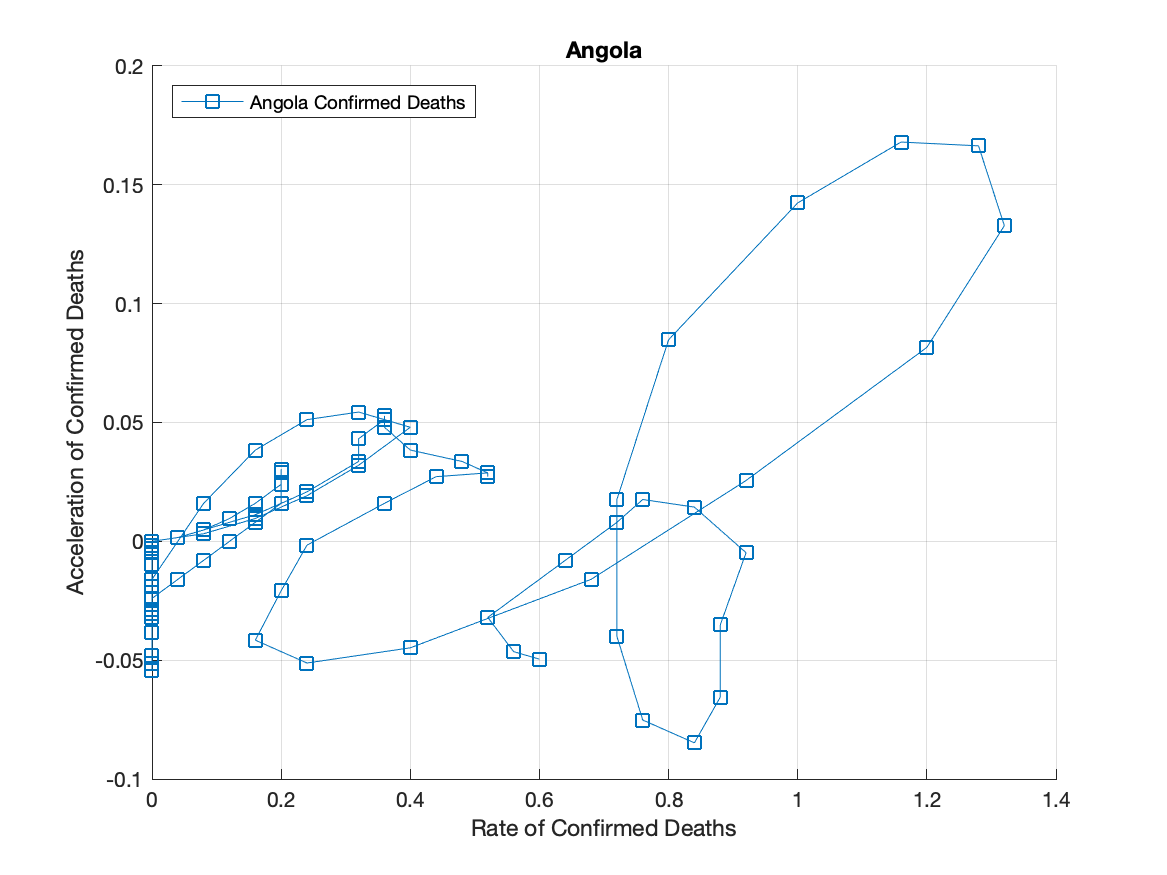 Angola
Angola Confirmed Deaths
0.2
0.15
0.1
0.05
0
-0.05
-0.1
Acceleration of Confirmed Deaths
0 0.2 0.4 0.6 0.8 1 1.2 1.4
Rate of Confirmed Deaths